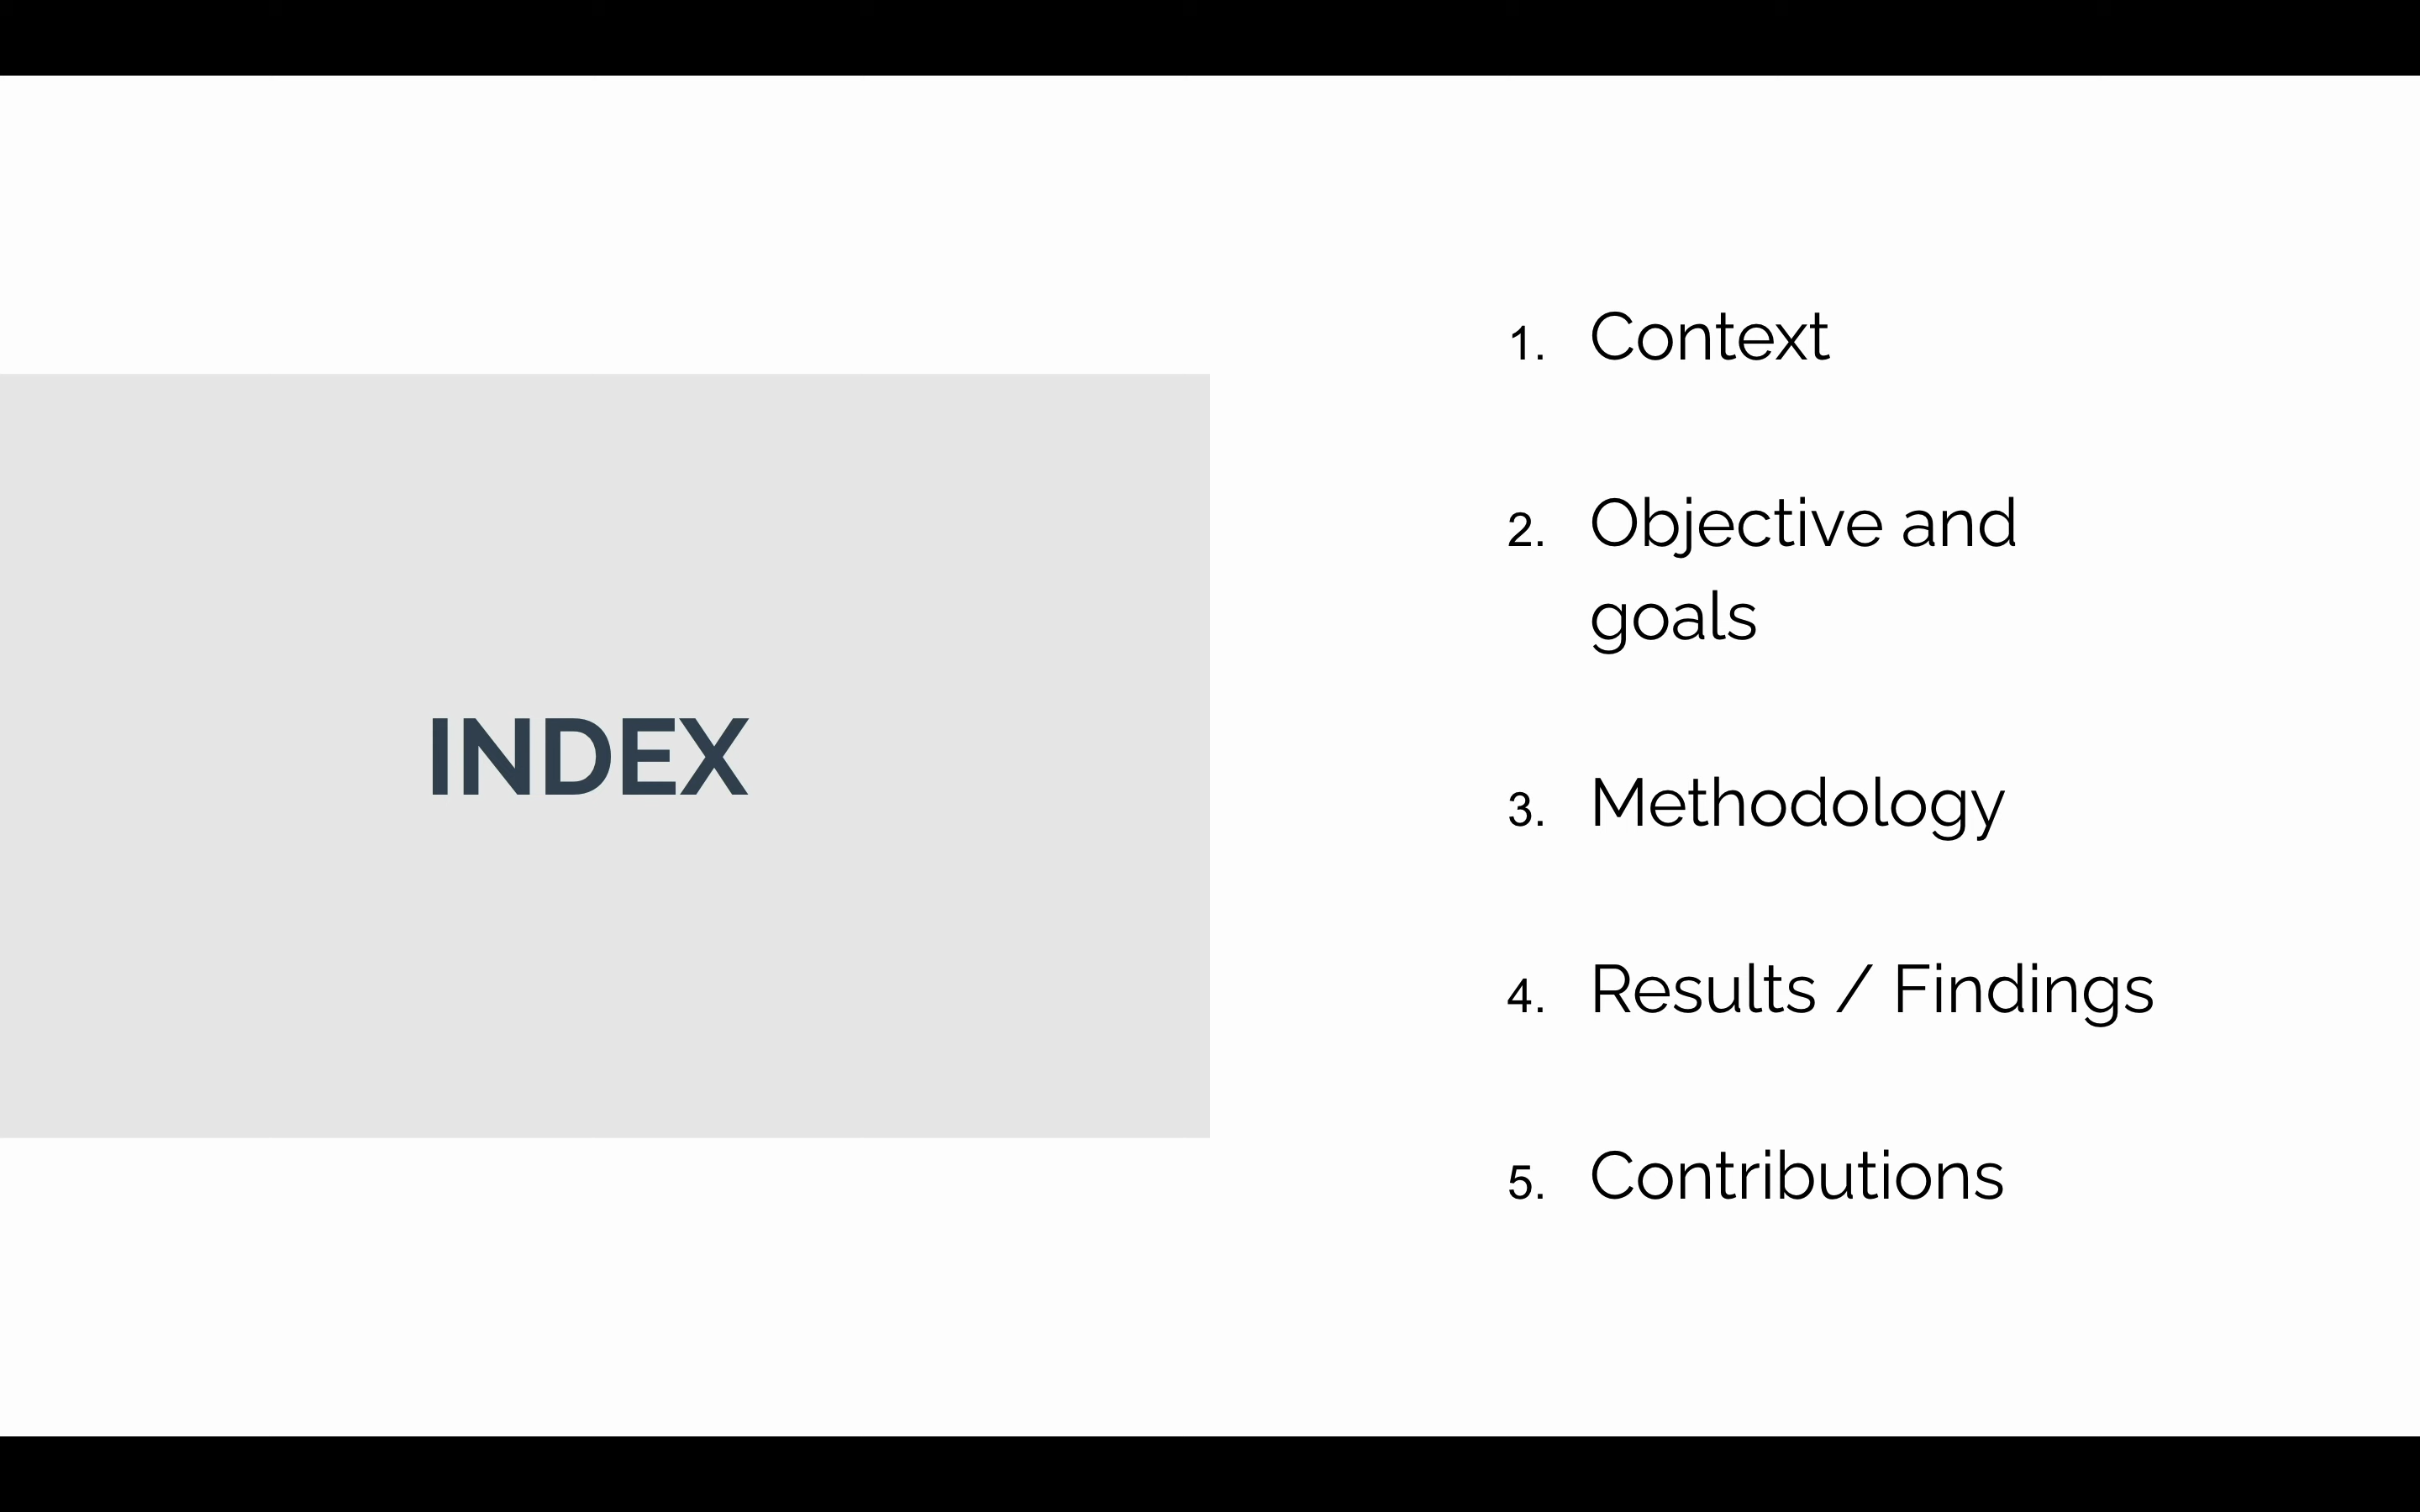 INDEX
1. Context
2. Objective and
goals
3. Methodology
4. Results / Findings
5. Contributions